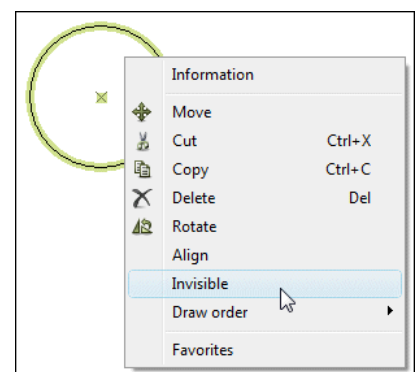 Information
Move
Cut Ctrl+X
Copy Ctrl+C
Delete Del
Rotate
Align
Invisible
Draw order
Favorites